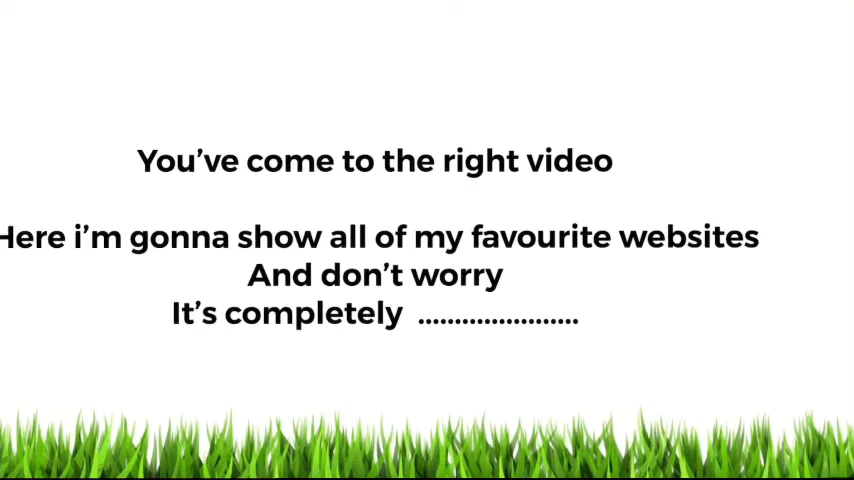 You’ve come to the right video
Here i’m gonna show all of my favourite websites
And don’t worry
It’s completely ......................